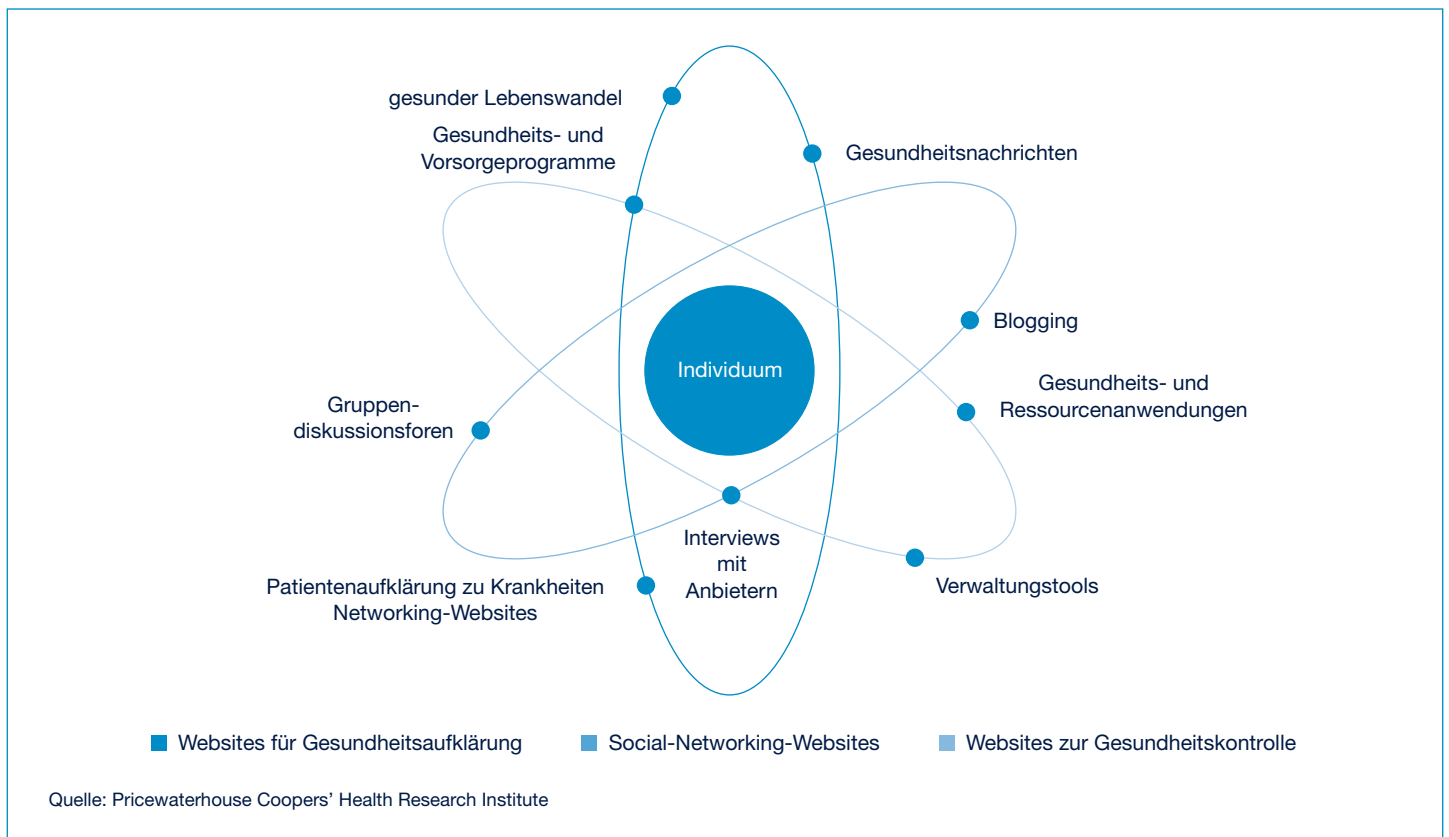 gesunder Lebenswandel
Gesundheits- und
Vorsorgeprogramme
Gesundheitsnachrichten
Blogging
Individuum
Gesundheits- und
Ressourcenanwendungen
Gruppen-
diskussionsforen
Interviews
mit
Anbietern
Patientenaufklärung zu Krankheiten
Networking-Websites
Verwaltungstools
Websites für Gesundheitsaufklärung
Social-Networking-Websites
Websites zur Gesundheitskontrolle
Quelle: Pricewaterhouse Coopers’ Health Research Institute